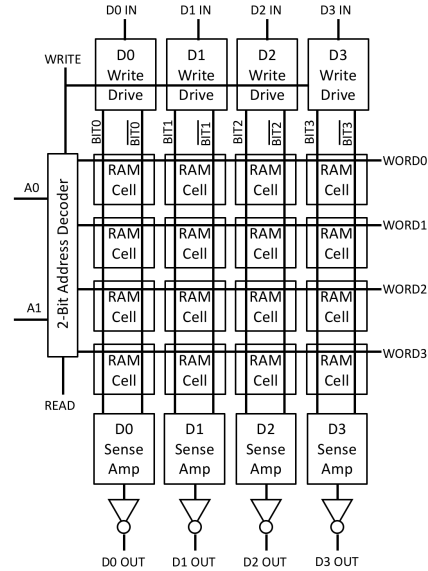 D0 IN D1 IN D2 IN D3 IN
WRITE
D0 Write Drive
D1 Write Drive
D2 Write Drive
D3 Write Drive
BIT0 BIT0 BIT1 BIT1 BIT2 BIT2 BIT3 BIT3
RAM Cell RAM Cell RAM Cell RAM Cell WORD0
A0
2-Bit Address Decoder
RAM Cell RAM Cell RAM Cell RAM Cell WORD1
RAM Cell RAM Cell RAM Cell RAM Cell WORD2
A1
RAM Cell RAM Cell RAM Cell RAM Cell WORD3
READ
D0 Sense Amp
D1 Sense Amp
D2 Sense Amp
D3 Sense Amp
D0 OUT D1 OUT D2 OUT D3 OUT